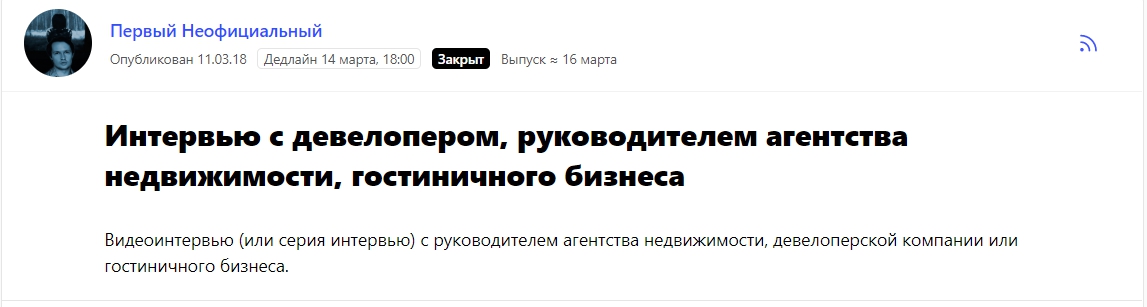 Первый Неофициальный
Опубликован 11.03.18 Дедлайн 14 марта, 18:00 Закрыт Выпуск ≈ 16 марта
Интервью с девелопером, руководителем агентства
недвижимости, гостиничного бизнеса
Видеоинтервью (или серия интервью) с руководителем агентства недвижимости, девелоперской компании или
гостиничного бизнеса.